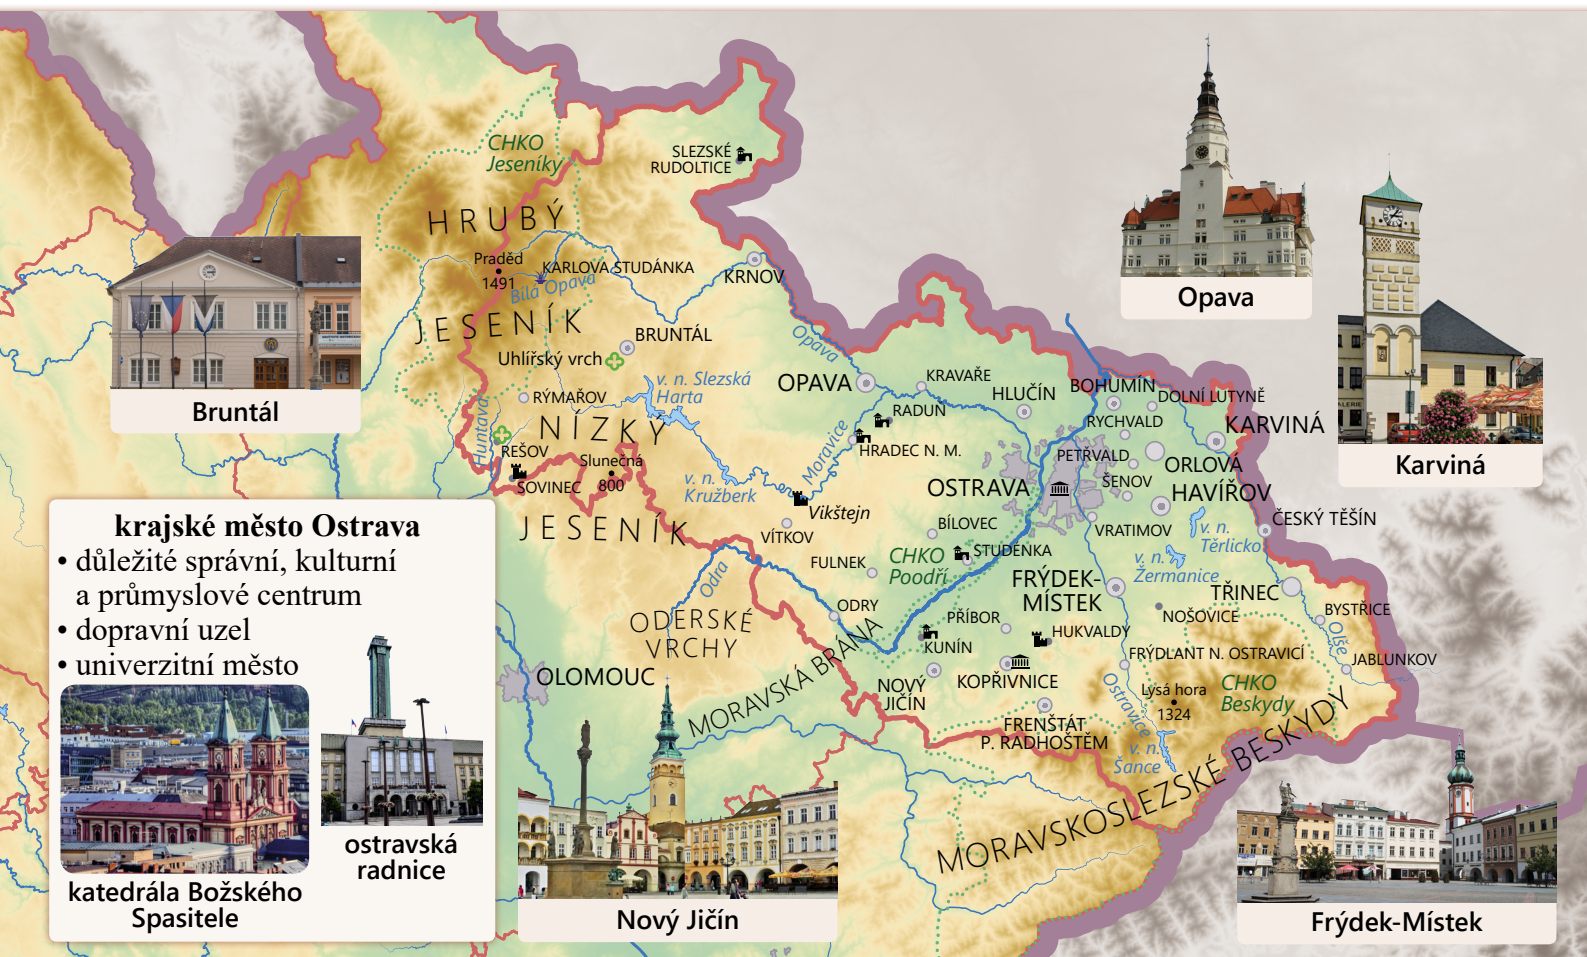 CHKO
Jeseníky
SLEZSKÉ
RUDOLTICE
HRUBÝ
Praděd
1491
KARLOVA STUDÁNKA
Bílá Opava
KRNOV
JESENÍK
BRUNTÁL
Uhlířský vrch
Opava
v. n. Slezská
Harta
OPAVA
KRAVAŘE
HLUČÍN
BOHUMÍN
DOLNÍ LUTYNĚ
RÝMAŘOV
RADUŇ
RYCHVALD
KARVINÁ
Huntava
NÍZKÝ
Moravice
HRADEC N. M.
PETŘVALD
ORLOVÁ
REŠOV
Slunečná
800
SOVINEC
v. n.
Kružberk
OSTRAVA
ŠENOV
HAVÍŘOV
Vikštejn
JESENÍK
VÍTKOV
BÍLOVEC
VRATIMOV
v. n.
Těrlicko
ČESKÝ TĚŠÍN
FULNEK
CHKO
Poodří
STUDÉNKA
v. n.
Žermanice
Odra
FRÝDEK-
MÍSTEK
TŘINEC
ODERSKÉ
VRCHY
ODRY
PŘÍBOR
NOŠOVICE
BYSTŘICE
KUNÍN
HUKVALDY
Olše
MORAVSKÁ BRÁNA
FRÝDLANT N. OSTRAVICÍ
JABLUNKOV
OLOMOUC
NOVÝ
JIČÍN
KOPŘIVNICE
Ostravice
Lysá hora
1324
CHKO
Beskydy
FRENŠTÁT
P. RADHOŠTĚM
v. n.
Šance
MORAVSKOSLEZSKÉ BESKYDY
Bruntál
Opava
Karviná
krajské město Ostrava
• důležité správní, kulturní
a průmyslové centrum
• dopravní uzel
• univerzitní město
katedrála Božského
Spasitele
ostravská
radnice
Nový Jičín
Frýdek-Místek